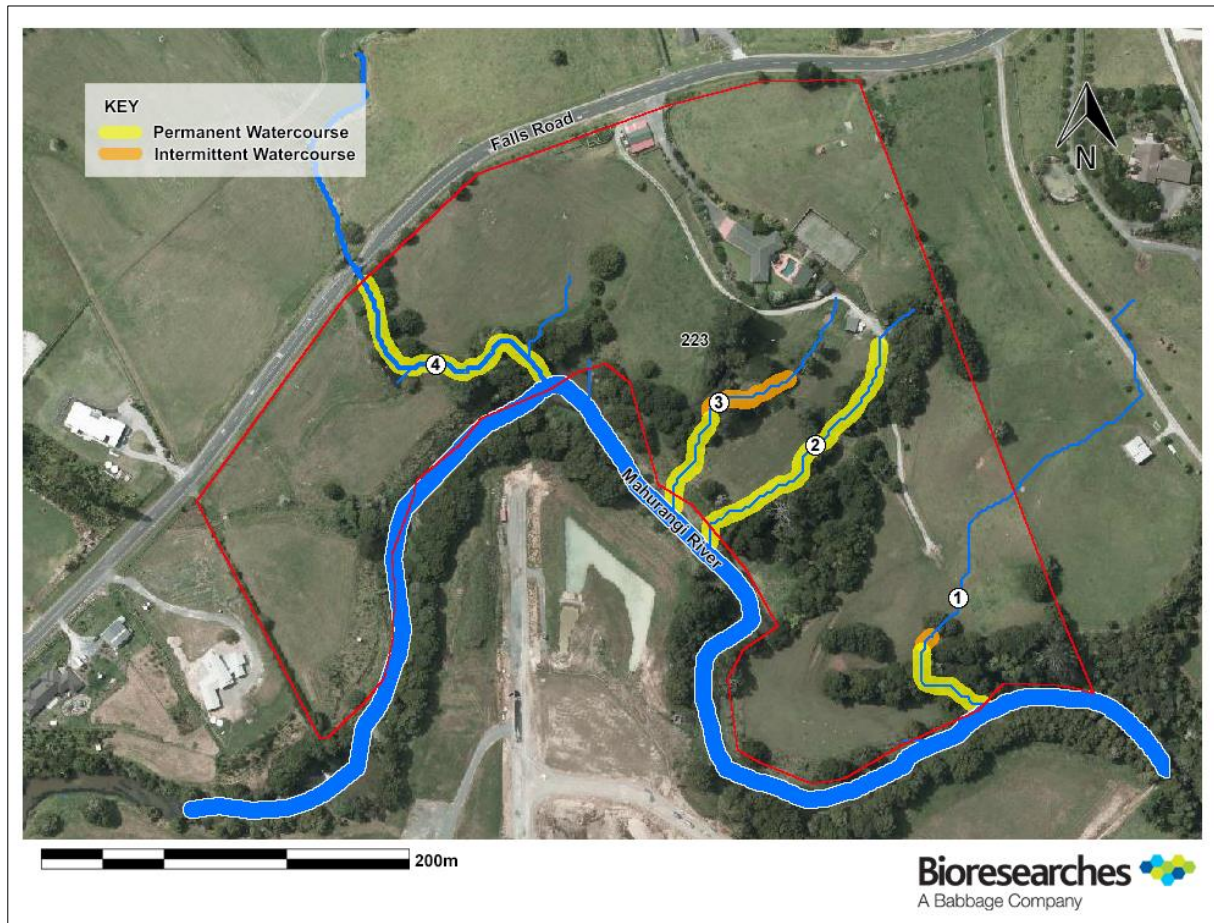 KEY
Permanent Watercourse
Intermittent Watercourse
Falls Road
N
223
4
3
2
Mahurangi River
1
200m
Bioresearches
A Babbage Company